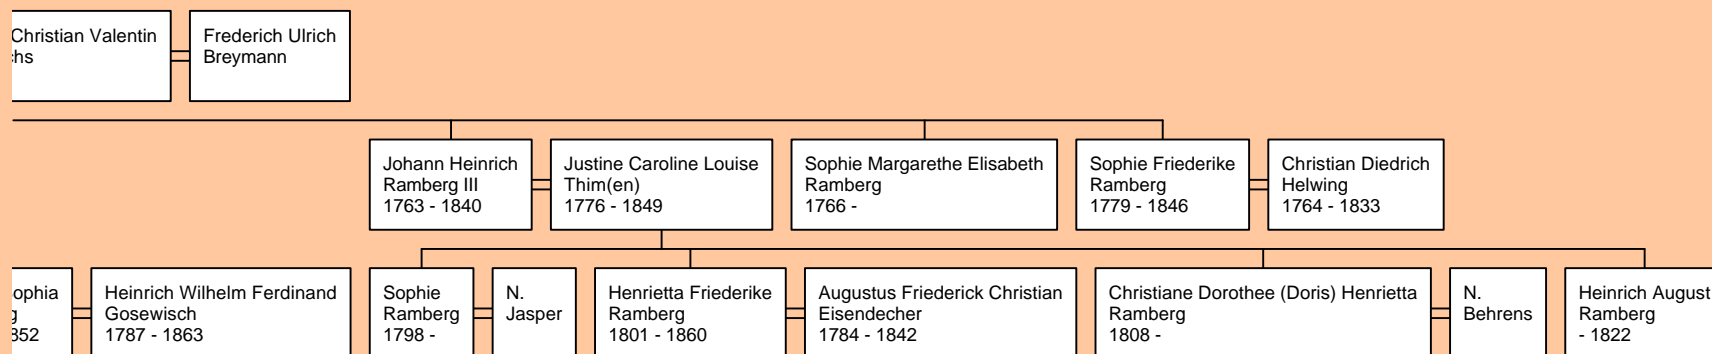 Christian Valentin
Frederich Ulrich
Breymann
Johann Heinrich
Ramberg III
1763 - 1840
Justine Caroline Louise
Thim(en)
1776 - 1849
Sophie Margarethe Elisabeth
Ramberg
1766 -
Sophie Friederike
Ramberg
1779 - 1846
Christian Diedrich
Helwing
1764 - 1833
Heinrich Wilhelm Ferdinand
Gosewisch
1787 - 1863
Sophie
Ramberg
1798 -
N.
Jasper
Henrietta Friederike
Ramberg
1801 - 1860
Augustus Friederick Christian
Eisendecher
1784 - 1842
Christiane Dorothee (Doris) Henrietta
Ramberg
1808 -
N.
Behrens
Heinrich August
Ramberg
- 1822